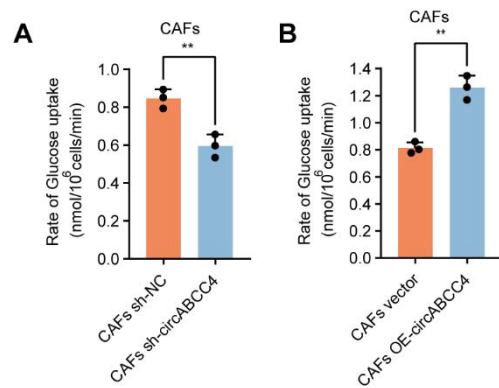 A
CAFs
**
Rate of Glucose uptake
(nmol/10⁶cells/min)
1.0
0.8
0.6
0.4
0.2
0.0
CAFs sh-NC
CAFs sh-circABCC4
B
CAFs
**
Rate of Glucose uptake
(nmol/10⁶cells/min)
1.4
1.2
1.0
0.8
0.6
0.4
0.2
0.0
CAFs vector
CAFs OE-circABCC4